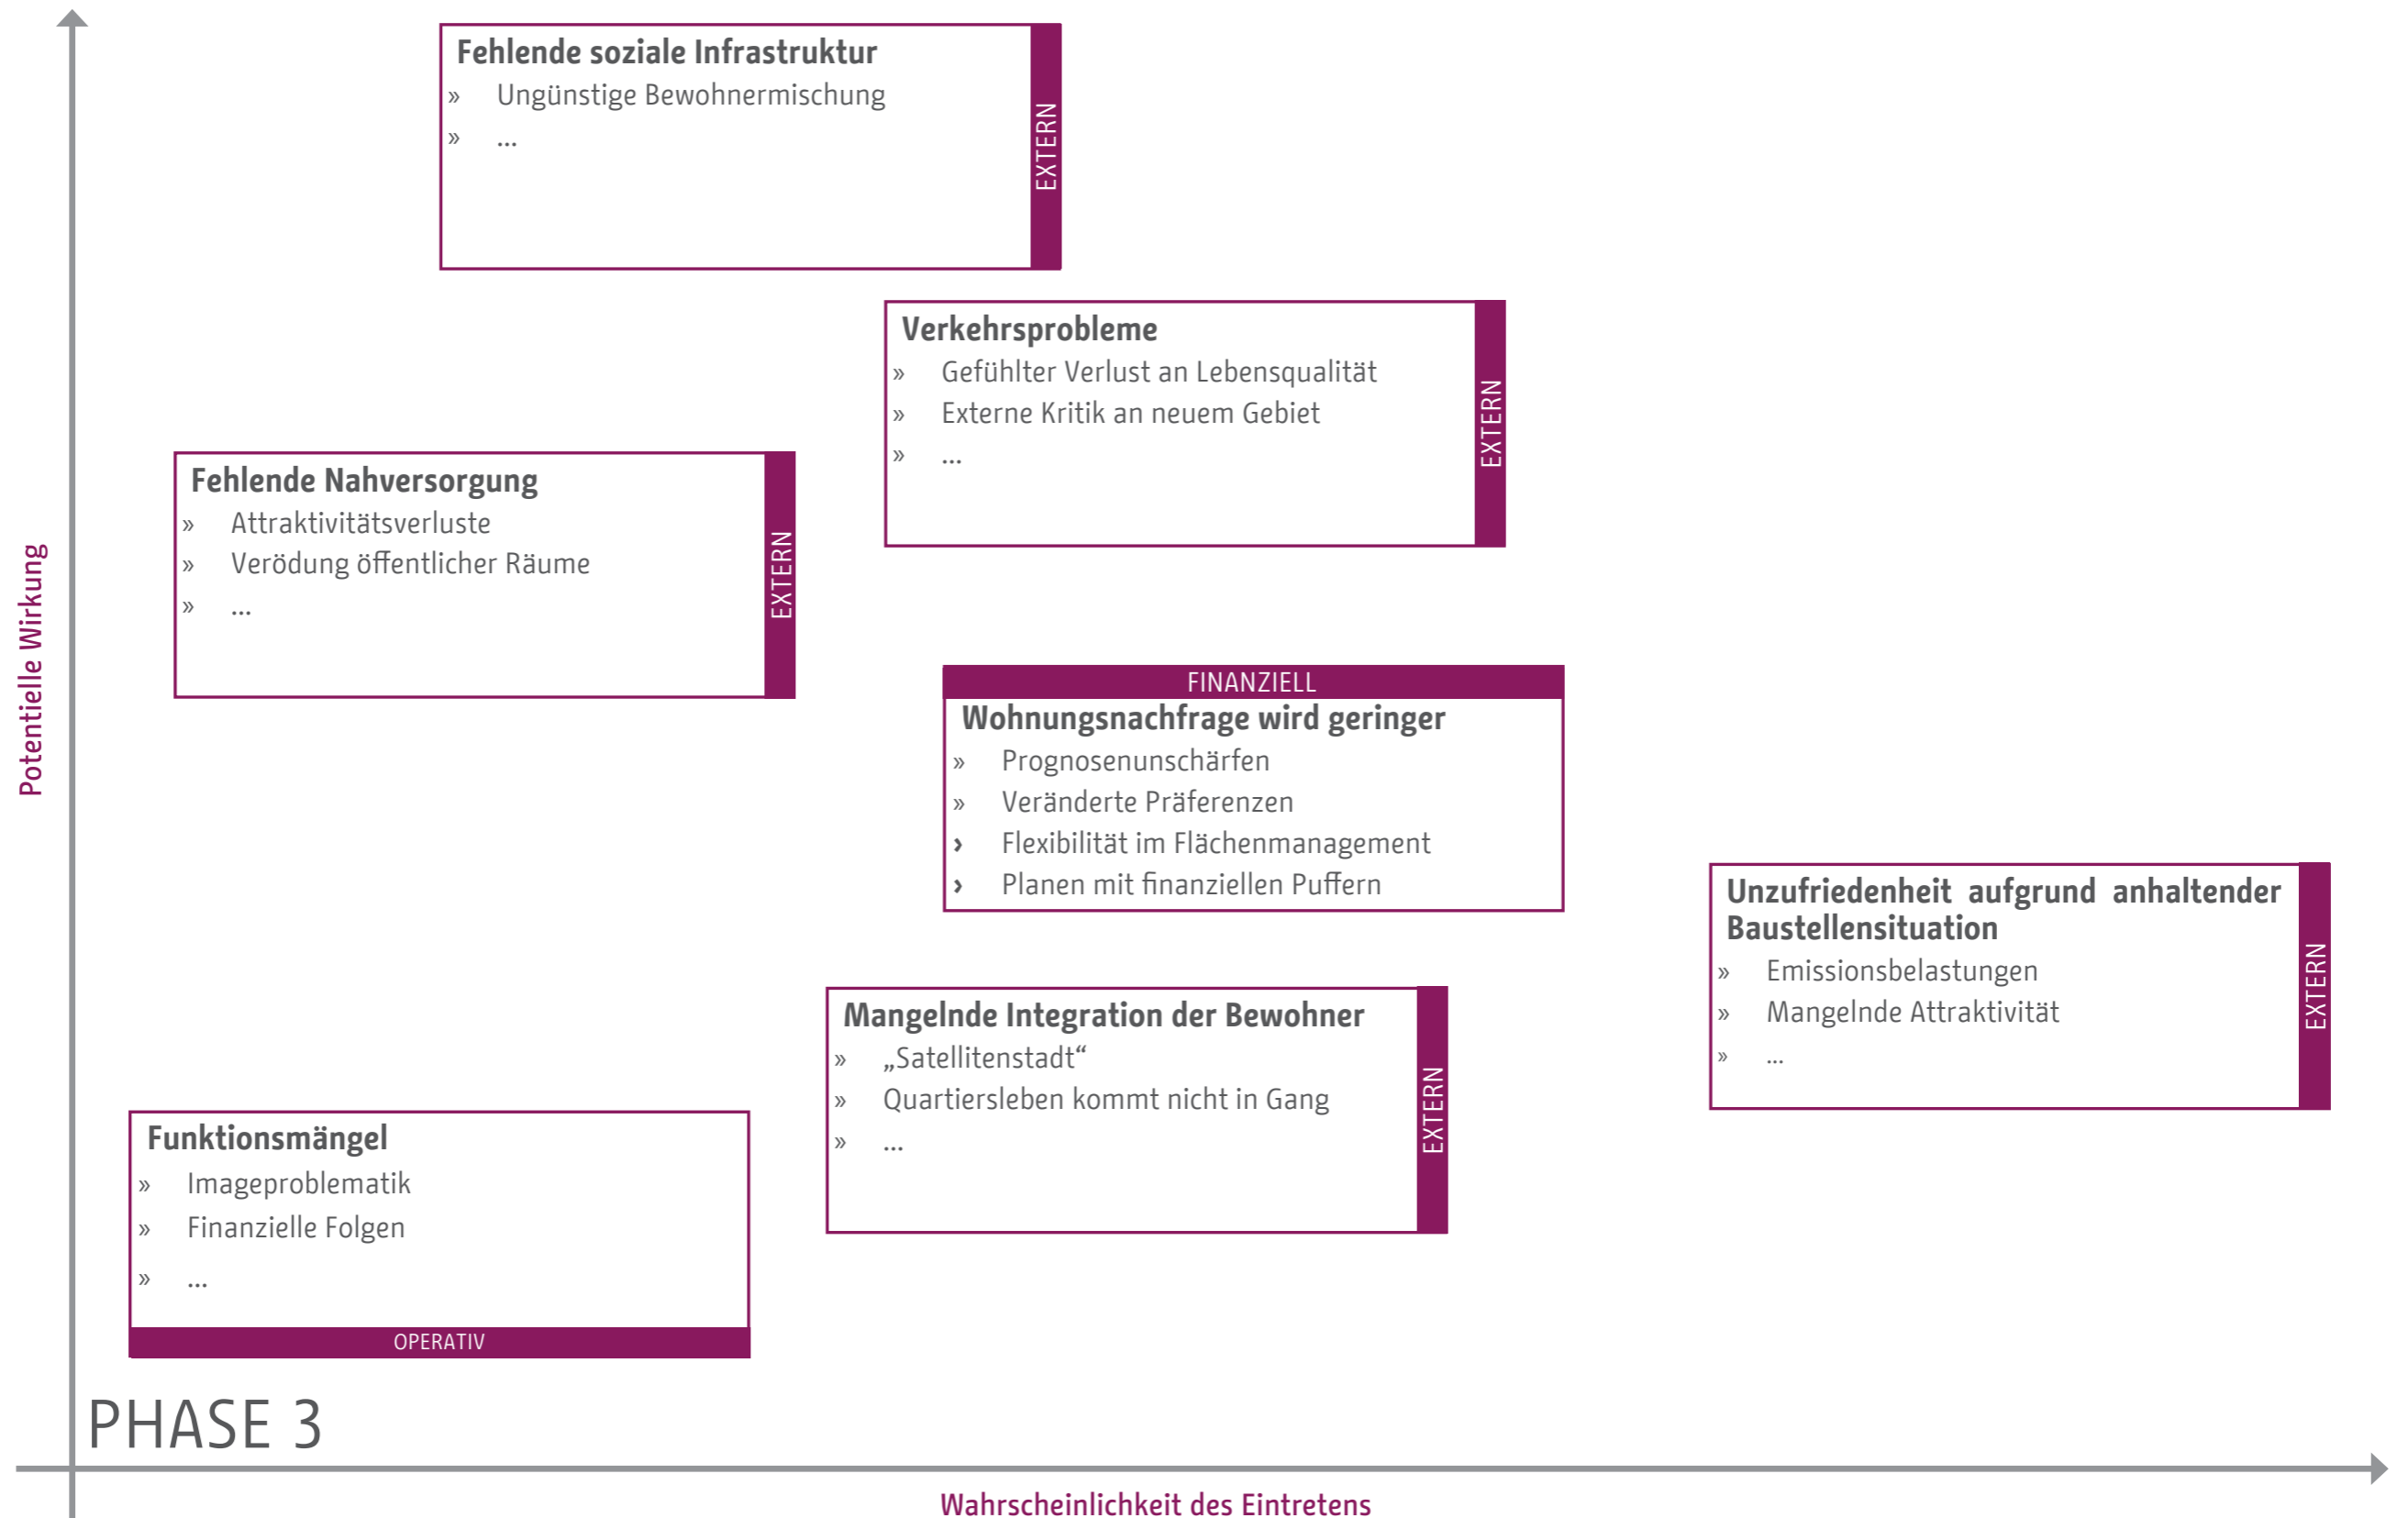 Fehlende soziale Infrastruktur
» Ungünstige Bewohnermischung
» ...
EXTERN
Verkehrsprobleme
» Gefühlter Verlust an Lebensqualität
» Externe Kritik an neuem Gebiet
» ...
EXTERN
Fehlende Nahversorgung
» Attraktivitätsverluste
» Verödung öffentlicher Räume
» ...
EXTERN
Potentielle Wirkung
FINANZIELL
Wohnungsnachfrage wird geringer
» Prognosenunschärfen
» Veränderte Präferenzen
› Flexibilität im Flächenmanagement
› Planen mit finanziellen Puffern
Unzufriedenheit aufgrund anhaltender
Baustellensituation
» Emissionsbelastungen
» Mangelnde Attraktivität
» ...
EXTERN
Mangelnde Integration der Bewohner
» „Satellitenstadt“
» Quartiersleben kommt nicht in Gang
» ...
EXTERN
Funktionsmängel
» Imageproblematik
» Finanzielle Folgen
» ...
OPERATIV
PHASE 3
Wahrscheinlichkeit des Eintretens